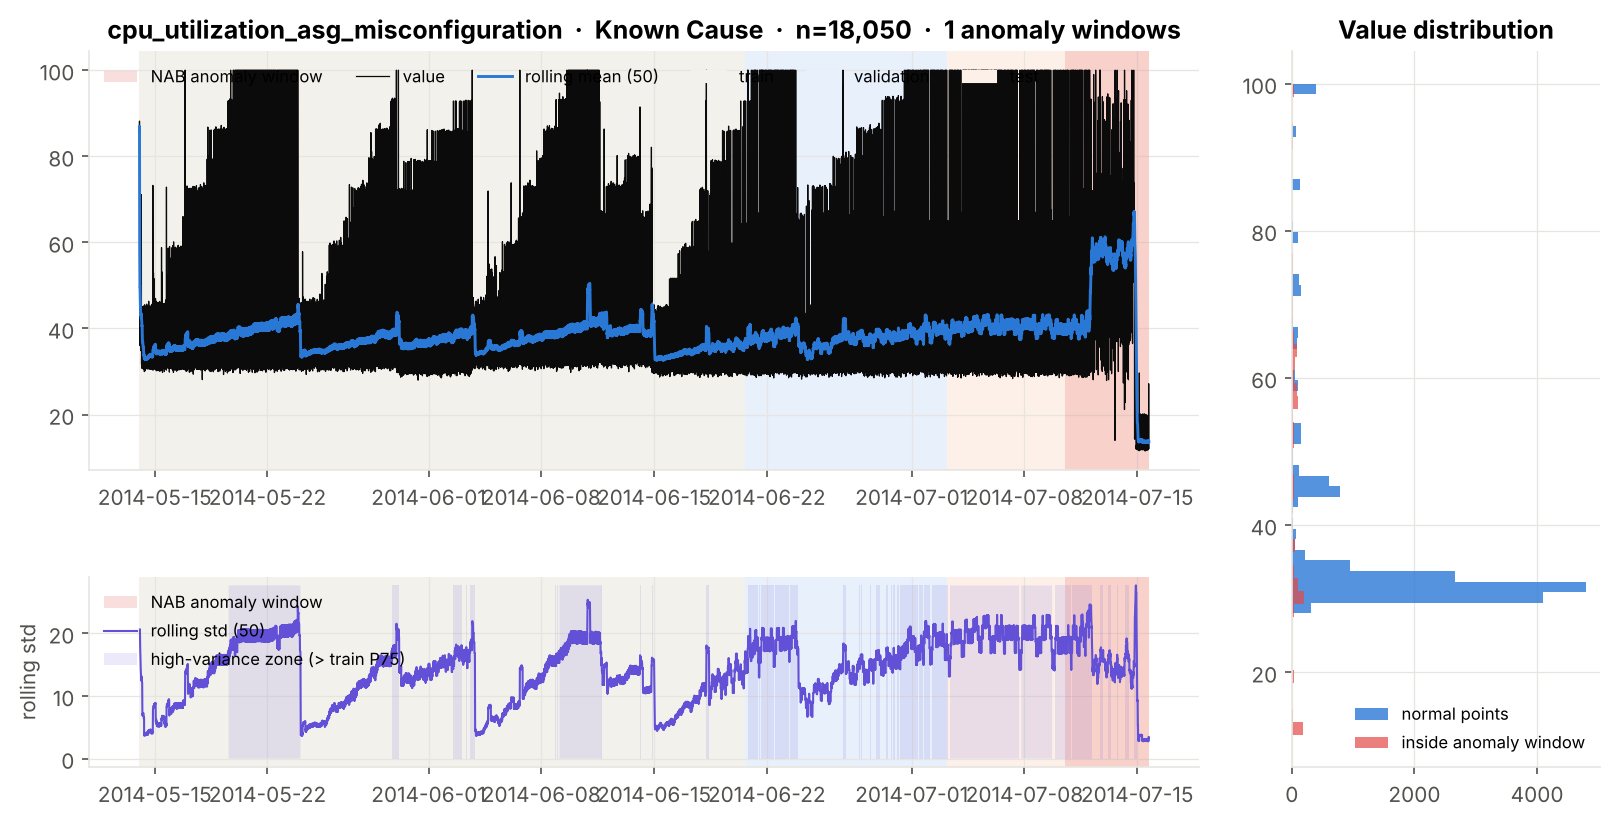 cpu_utilization_asg_misconfiguration · Known Cause · n=18,050 · 1 anomaly windows
NAB anomaly window
value
rolling mean (50)
train
validation
test
100
80
60
40
20
2014-05-15
2014-05-22
2014-06-01
2014-06-08
2014-06-15
2014-06-22
2014-07-01
2014-07-08
2014-07-15
rolling std
NAB anomaly window
rolling std (50)
high-variance zone (> train P75)
20
10
0
2014-05-15
2014-05-22
2014-06-01
2014-06-08
2014-06-15
2014-06-22
2014-07-01
2014-07-08
2014-07-15
Value distribution
100
80
60
40
20
normal points
inside anomaly window
0
2000
4000